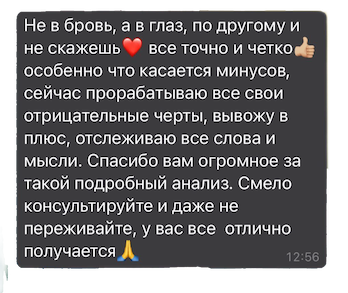 Не в бровь, а в глаз, по другому и
не скажешь❤️ все точно и четко👍🏼
особенно что касается минусов,
сейчас прорабатываю все свои
отрицательные черты, вывожу в
плюс, отслеживаю все слова и
мысли. Спасибо вам огромное за
такой подробный анализ. Смело
консультируйте и даже не
переживайте, у вас все  отлично
получается🙏
12:56